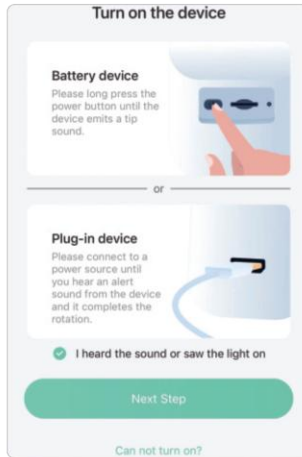 Turn on the device
Battery device
Please long press the
power button until the
device emits a tip
sound.
or
Plug-in device
Please connect to a
power source until
you hear an alert
sound from the device
and it completes the
rotation.
I heard the sound or saw the light on
Next Step
Can not turn on?